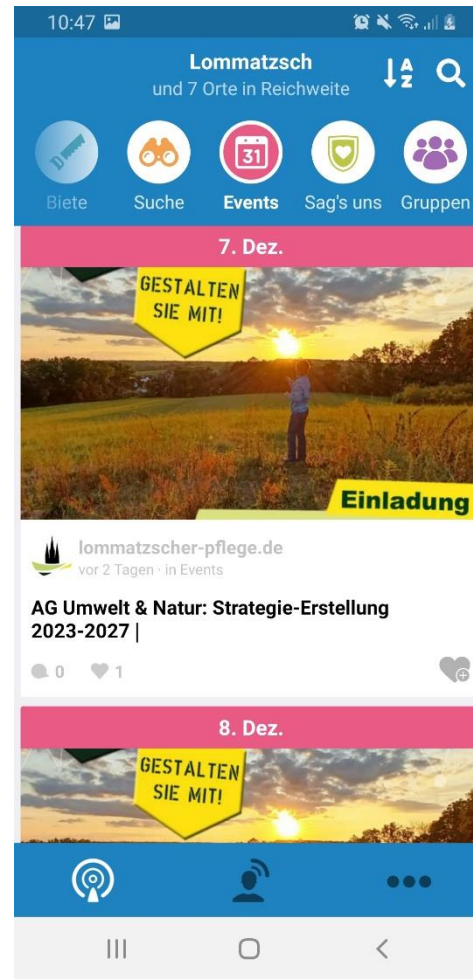 10:47
Lommatzsch
und 7 Orte in Reichweite
A
Z
31
Biete
Suche
Events
Sag's uns
Gruppen
7. Dez.
GESTALTEN
SIE MIT!
Einladung
lommatzscher-pflege.de
vor 2 Tagen · in Events
AG Umwelt & Natur: Strategie-Erstellung
2023-2027 |
0
1
8. Dez.
GESTALTEN
SIE MIT!